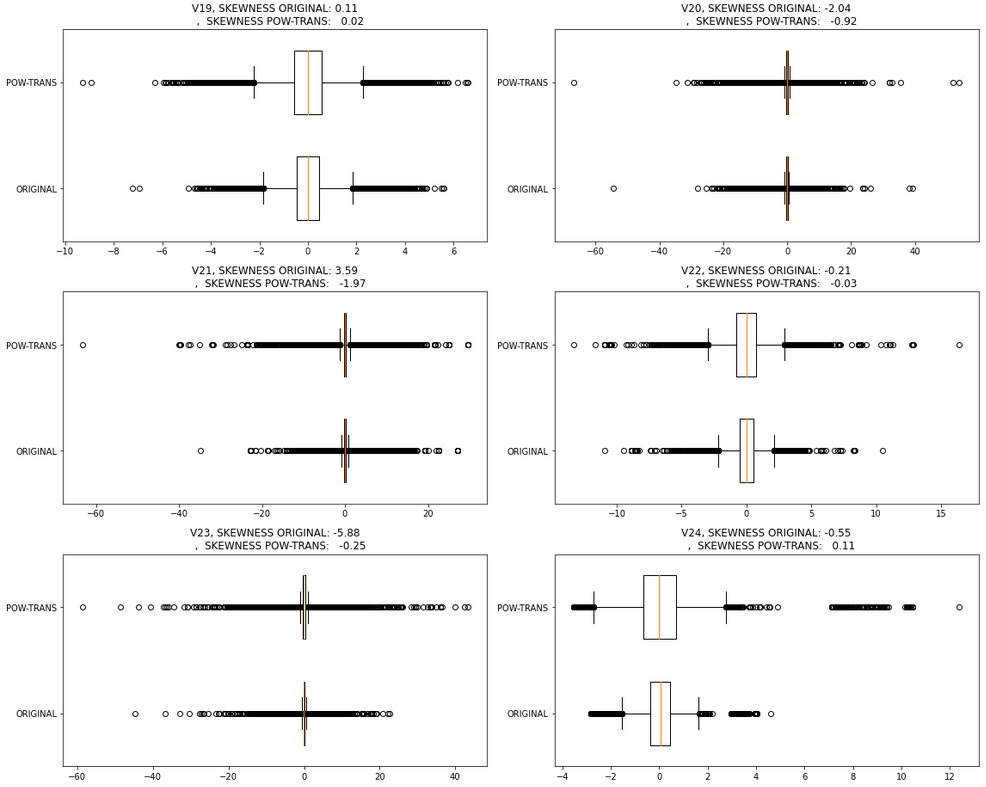 V19, SKEWNESS ORIGINAL: 0.11
, SKEWNESS POW-TRANS: 0.02
POW-TRANS
ORIGINAL
−10 −8 −6 −4 −2 0 2 4 6
V20, SKEWNESS ORIGINAL: -2.04
, SKEWNESS POW-TRANS: -0.92
POW-TRANS
ORIGINAL
−60 −40 −20 0 20 40
V21, SKEWNESS ORIGINAL: 3.59
, SKEWNESS POW-TRANS: -1.97
POW-TRANS
ORIGINAL
−60 −40 −20 0 20
V22, SKEWNESS ORIGINAL: -0.21
, SKEWNESS POW-TRANS: -0.03
POW-TRANS
ORIGINAL
−10 −5 0 5 10 15
V23, SKEWNESS ORIGINAL: -5.88
, SKEWNESS POW-TRANS: -0.25
POW-TRANS
ORIGINAL
−60 −40 −20 0 20 40
V24, SKEWNESS ORIGINAL: -0.55
, SKEWNESS POW-TRANS: 0.11
POW-TRANS
ORIGINAL
−4 −2 0 2 4 6 8 10 12